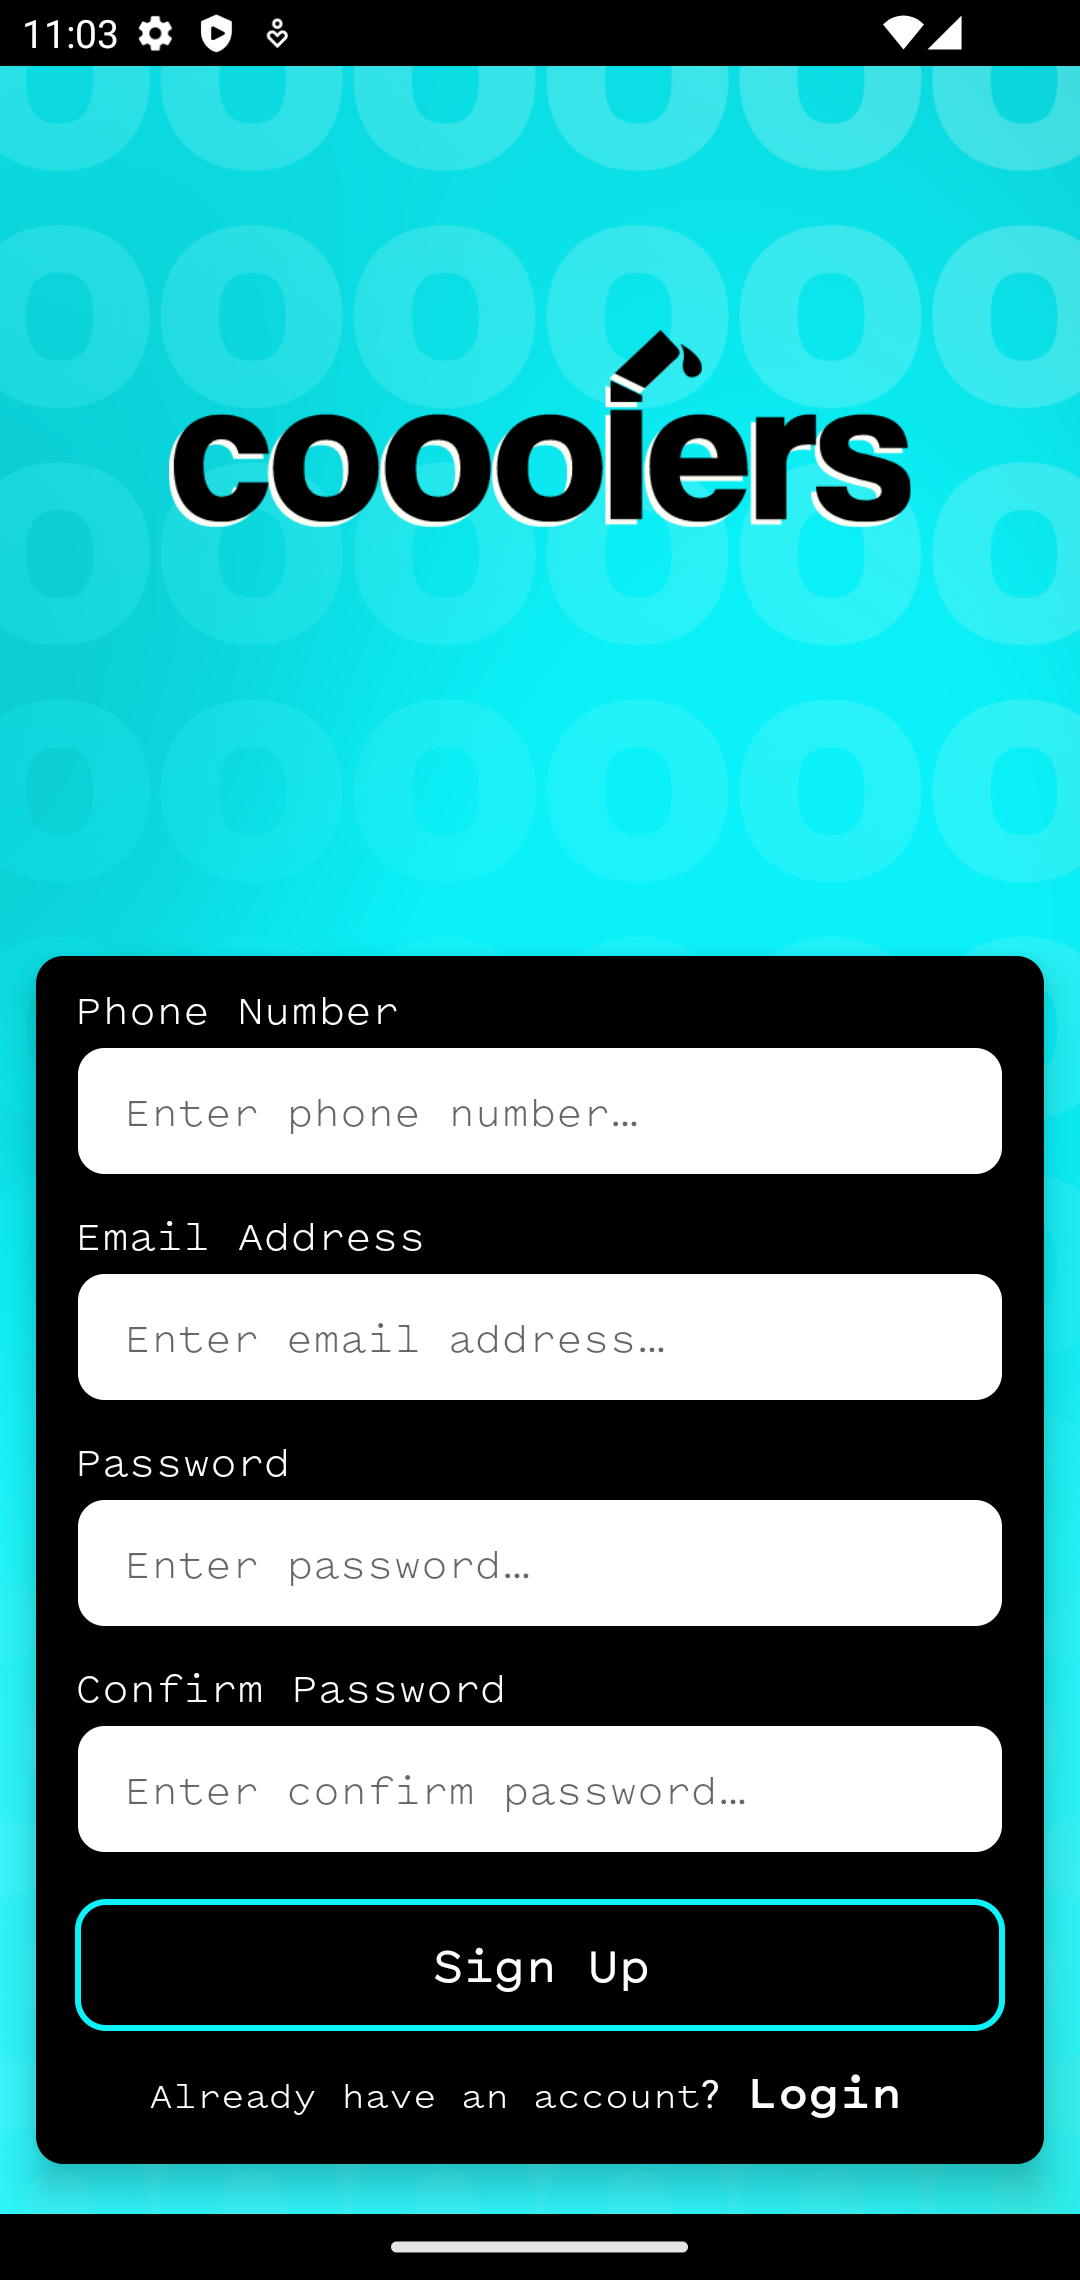 11:03
cooolers
Phone Number
Enter phone number...
Email Address
Enter email address...
Password
Enter password...
Confirm Password
Enter confirm password...
Sign Up
Already have an account? Login